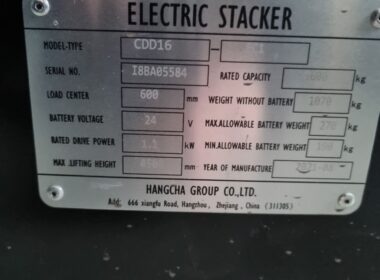 ELECTRIC STACKER
MODEL-TYPE CDD16 -
SERIAL NO. I8BA05584 RATED CAPACITY 1600 kg
LOAD CENTER 600 mm WEIGHT WITHOUT BATTERY 1070 kg
BATTERY VOLTAGE 24 V MAX.ALLOWABLE BATTERY WEIGHT 270 kg
RATED DRIVE POWER 1.1 kW MIN.ALLOWABLE BATTERY WEIGHT kg
MAX .LIFTING HEIGHT mm YEAR OF MANUFACTURE
HANGCHA GROUP CO.,LTD.
Add: 666 xiangfu Road, Hangzhou, Zhejiang , China (311305)